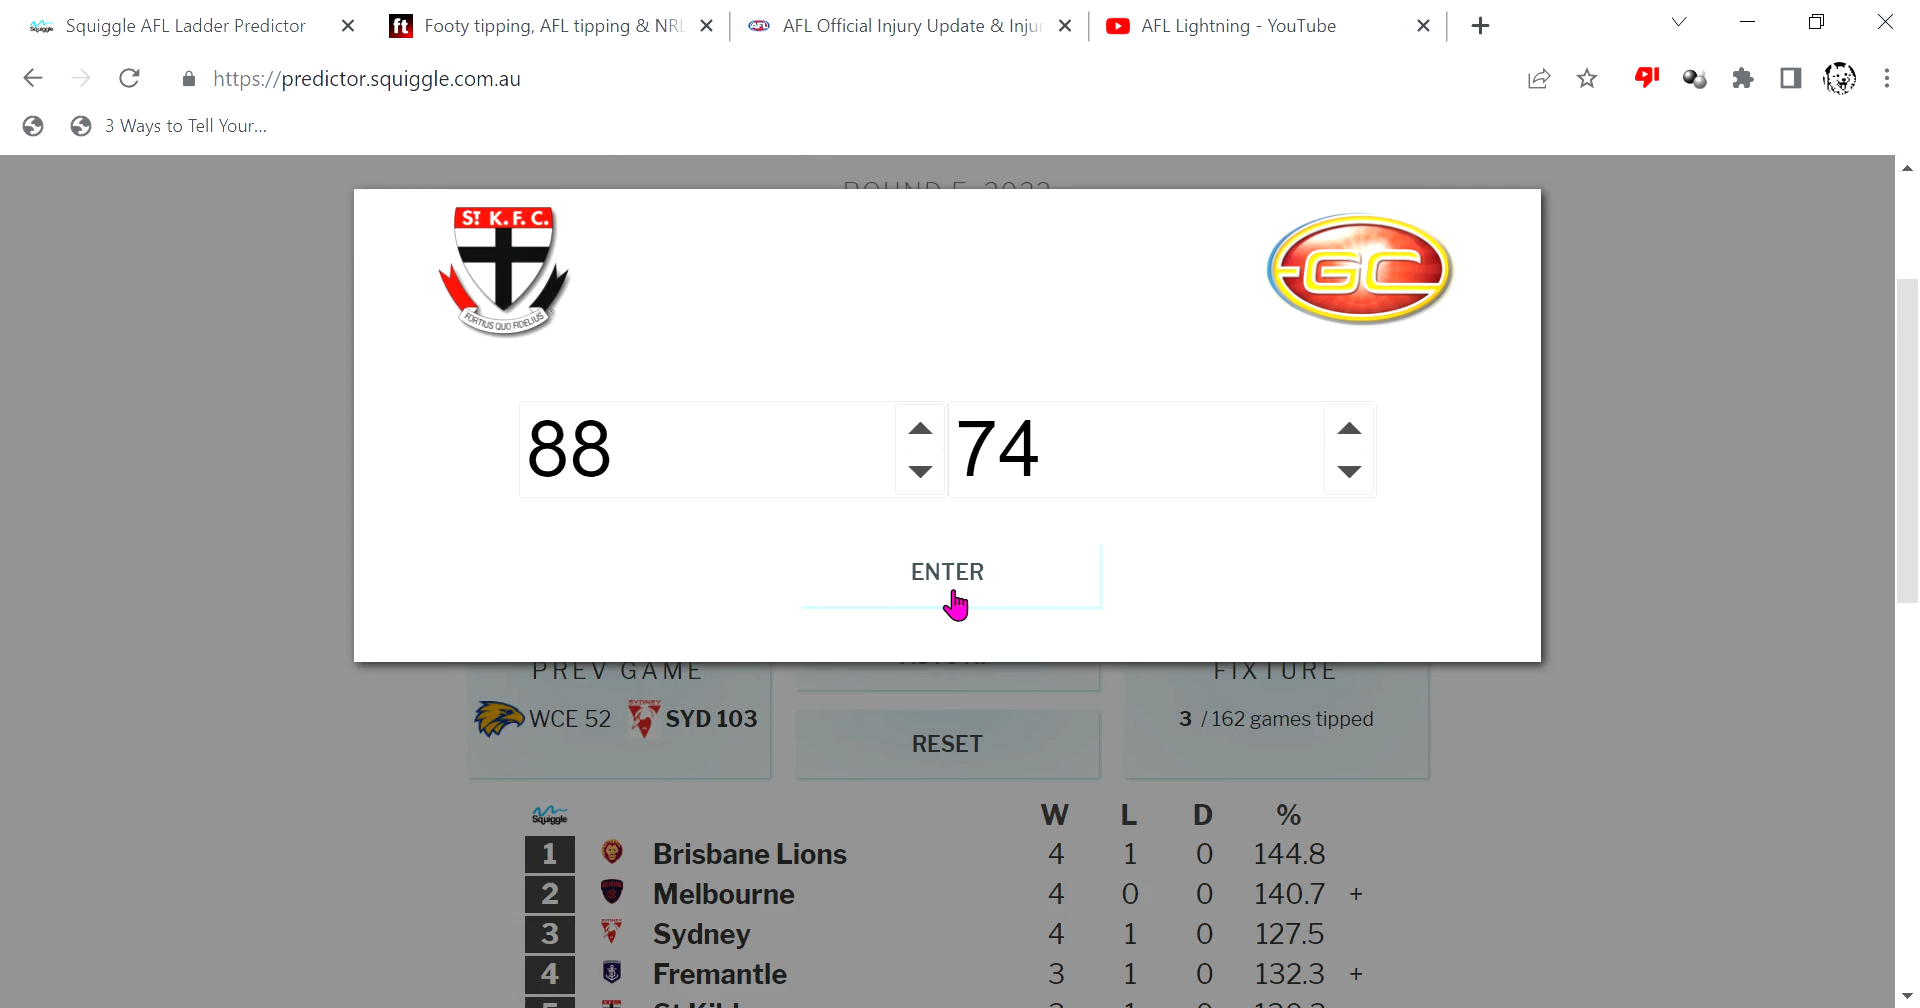 Squiggle AFL Ladder Predictor
ft Footy tipping, AFL tipping & NRL
AFL AFL Official Injury Update & Injur
AFL Lightning - YouTube
https://predictor.squiggle.com.au
3 Ways to Tell Your...
ST K.F.C.
FORTIUS QUO FIDELIUS
GC
88
74
ENTER
PREV GAME
FIXTURE
WCE 52 SYDNEY SYD 103
RESET
3 / 162 games tipped
Squiggle W L D %
1 Brisbane Lions 4 1 0 144.8
2 Melbourne 4 0 0 140.7 +
3 Sydney 4 1 0 127.5
4 Fremantle 3 1 0 132.3 +